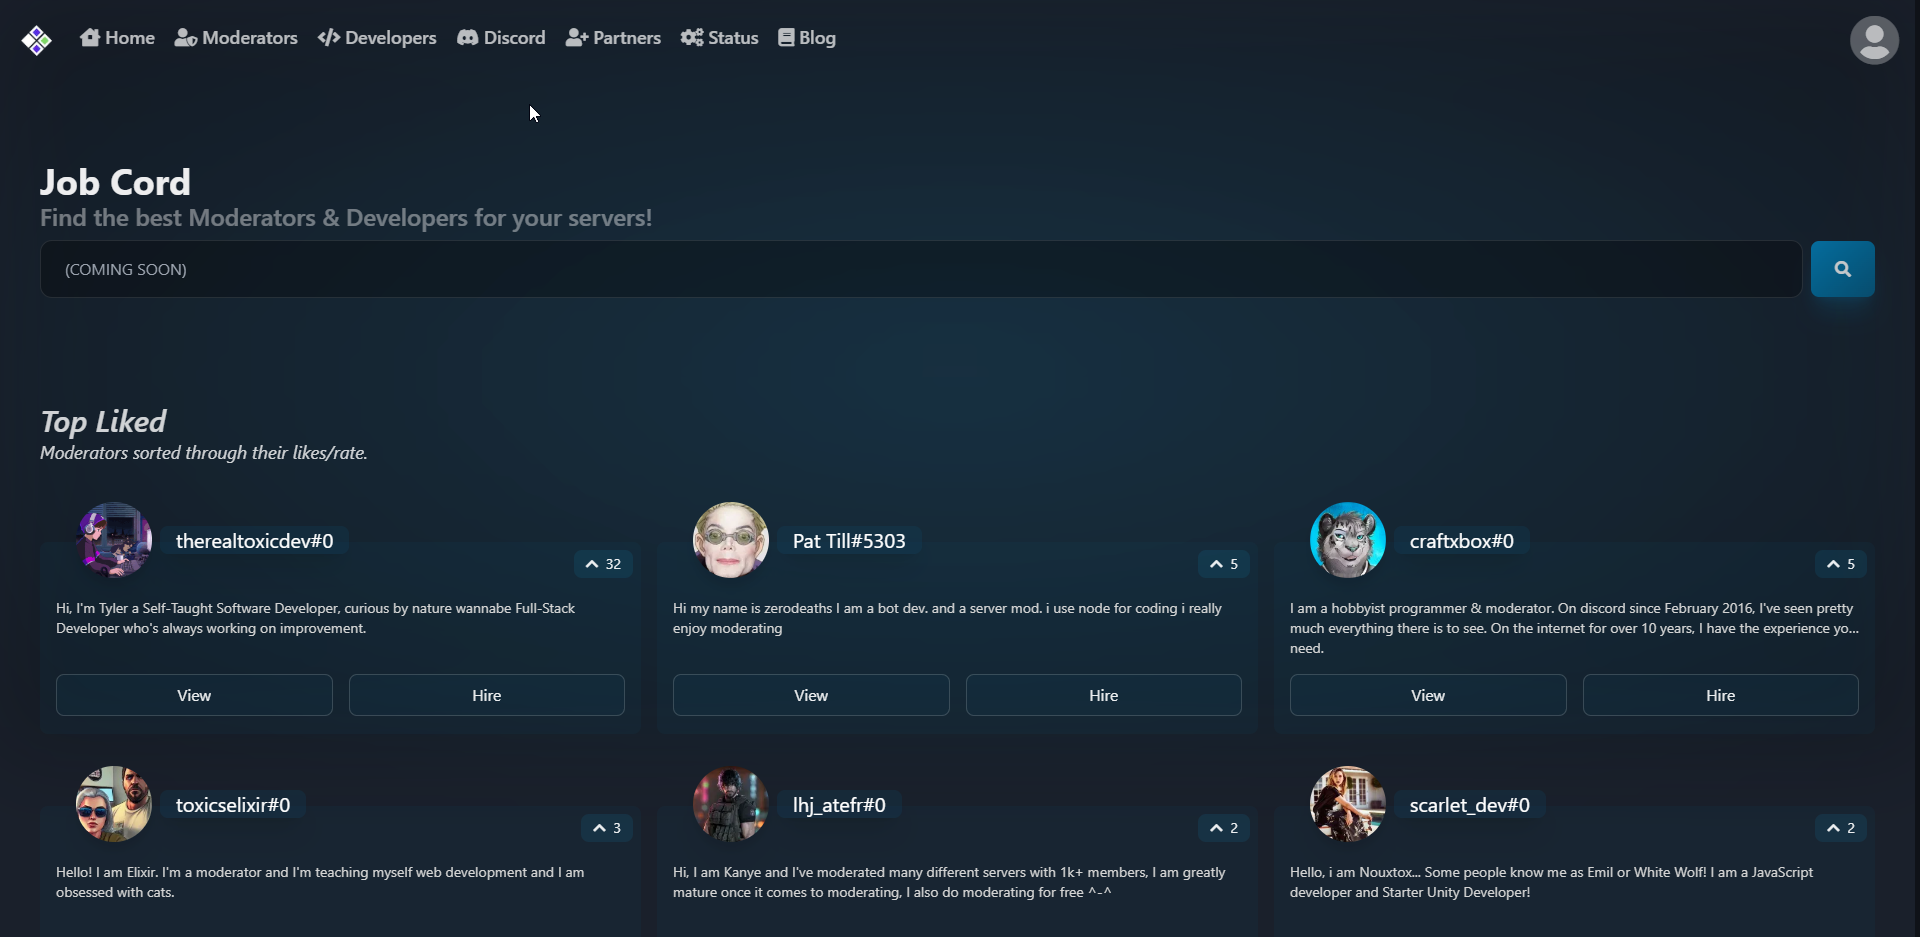 Home Moderators Developers Discord Partners Status Blog
Job Cord
Find the best Moderators & Developers for your servers!
(COMING SOON)
Top Liked
Moderators sorted through their likes/rate.
therealtoxicdev#0
32
Hi, I'm Tyler a Self-Taught Software Developer, curious by nature wannabe Full-Stack
Developer who's always working on improvement.
View Hire
Pat Till#5303
5
Hi my name is zerodeaths I am a bot dev. and a server mod. i use node for coding i really
enjoy moderating
View Hire
craftxbox#0
5
I am a hobbyist programmer & moderator. On discord since February 2016, I've seen pretty
much everything there is to see. On the internet for over 10 years, I have the experience yo...
need.
View Hire
toxicselixir#0
3
Hello! I am Elixir. I'm a moderator and I'm teaching myself web development and I am
obsessed with cats.
lhj_atefr#0
2
Hi, I am Kanye and I've moderated many different servers with 1k+ members, I am greatly
mature once it comes to moderating, I also do moderating for free ^-^
scarlet_dev#0
2
Hello, i am Nouxtox... Some people know me as Emil or White Wolf! I am a JavaScript
developer and Starter Unity Developer!